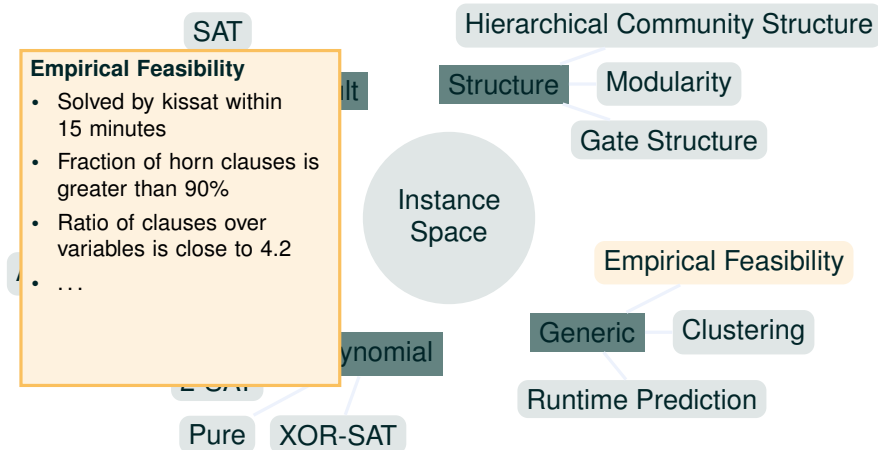 SAT
Hierarchical Community Structure
Empirical Feasibility
• Solved by kissat within
15 minutes
• Fraction of horn clauses is
greater than 90%
• Ratio of clauses over
variables is close to 4.2
• ...
Structure
Modularity
Gate Structure
Instance
Space
Empirical Feasibility
Generic
Clustering
Runtime Prediction
Pure
XOR-SAT